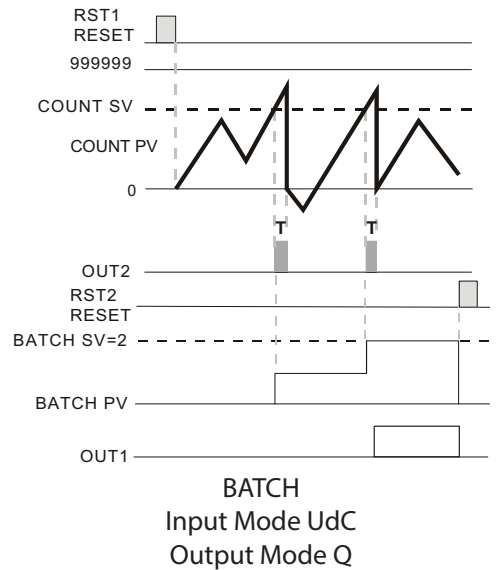 RST1
RESET
999999
COUNT SV
COUNT PV
0
T T
OUT2
RST2
RESET
BATCH SV=2
BATCH PV
OUT1
BATCH
Input Mode UdC
Output Mode Q